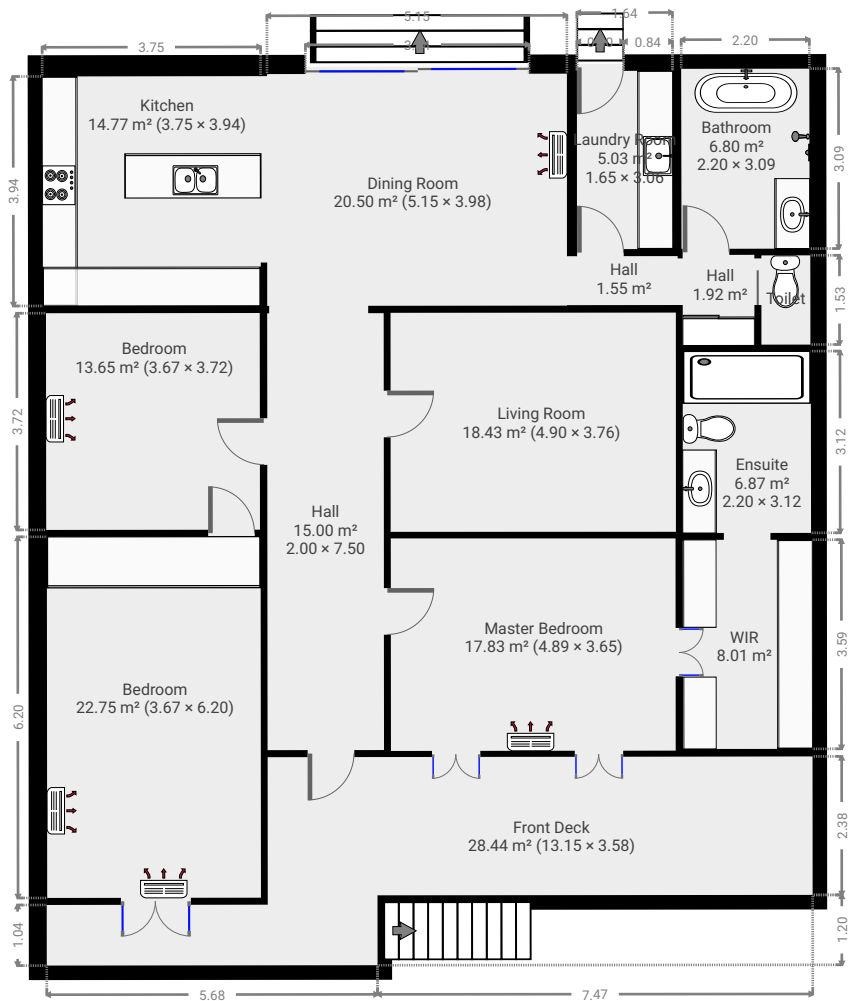 5.15
1.64
3.75
0.84
2.20
Kitchen
14.77 m² (3.75 × 3.94)
Dining Room
20.50 m² (5.15 × 3.98)
Laundry Room
5.03 m²
1.65 × 3.06
Bathroom
6.80 m²
2.20 × 3.09
3.94
3.09
Hall
1.55 m²
Hall
1.92 m²
Toilet
1.53
Bedroom
13.65 m² (3.67 × 3.72)
3.72
Living Room
18.43 m² (4.90 × 3.76)
Ensuite
6.87 m²
2.20 × 3.12
3.12
Hall
15.00 m²
2.00 × 7.50
Master Bedroom
17.83 m² (4.89 × 3.65)
WIR
8.01 m²
3.59
Bedroom
22.75 m² (3.67 × 6.20)
6.20
Front Deck
28.44 m² (13.15 × 3.58)
2.38
1.04
1.20
5.68
7.47